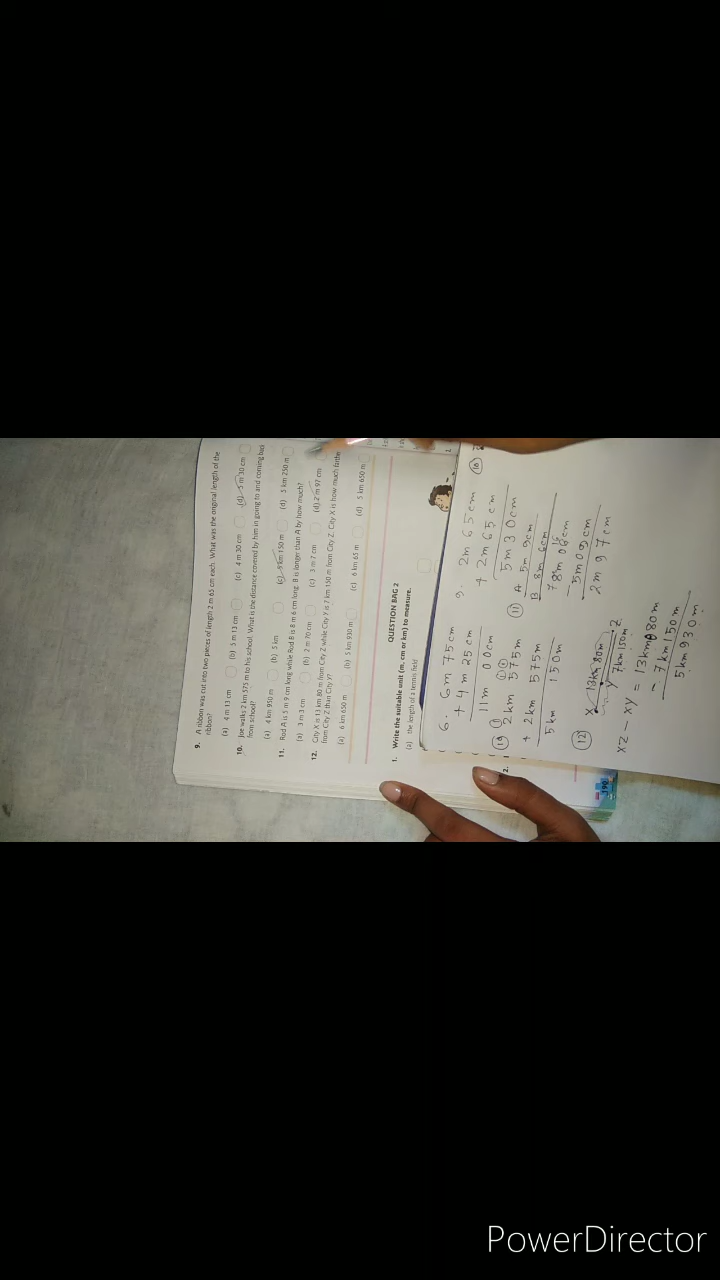 9. A ribbon was cut into two pieces of length 2 m 65 cm each. What was the original length of the
ribbon?
(a) 4 m 13 cm (b) 5 m 13 cm (c) 4 m 30 cm (d) 5 m 30 cm
10. Joe walks 2 km 575 m to his school. What is the distance covered by him in going to and coming back
from school?
(a) 4 km 950 m (b) 5 km (c) 5 km 150 m (d) 5 km 250 m
11. Rod A is 5 m 9 cm long while Rod B is 8 m 6 cm long. B is longer than A by how much?
(a) 3 m 3 cm (b) 2 m 70 cm (c) 3 m 7 cm (d) 2 m 97 cm
12. City X is 13 km 80 m from City Z while City Y is 7 km 150 m from City Z. City X is how much farther
from City Z than City Y?
(a) 6 km 650 m (b) 5 km 930 m (c) 6 km 65 m (d) 5 km 650 m
QUESTION BAG 2
1. Write the suitable unit (m, cm or km) to measure.
(a) the length of a tennis field
2.
190
6. 6m 75cm
+ 4m 25cm
11m 00cm
9. 2m 65cm
+ 2m 65cm
5m 30cm
10
2km 575m
+ 2km 575m
5km 150m
11 A 5m 9cm
B 8m 6cm
8m 06cm
- 5m 09cm
2m 97cm
12 X 13km 80m Z
Y 7km 150m
XZ - XY = 13km 080m
- 7km 150m
5km 930m
PowerDirector